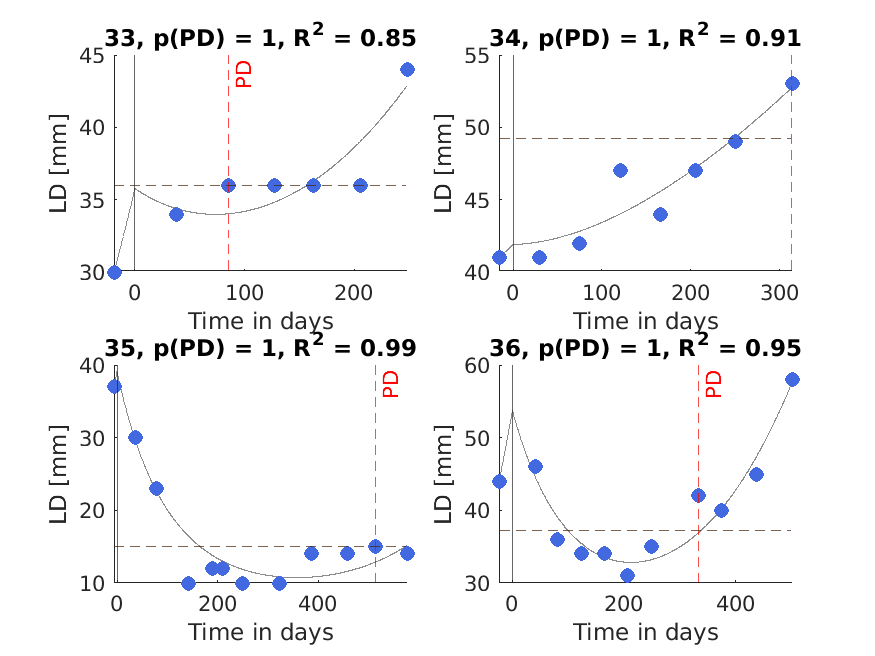 33, p(PD) = 1, R² = 0.85
45
40
35
30
LD [mm]
PD
0 100 200
Time in days
34, p(PD) = 1, R² = 0.91
55
50
45
40
LD [mm]
0 100 200 300
Time in days
35, p(PD) = 1, R² = 0.99
40
30
20
10
LD [mm]
PD
0 200 400
Time in days
36, p(PD) = 1, R² = 0.95
60
50
40
30
LD [mm]
PD
0 200 400
Time in days